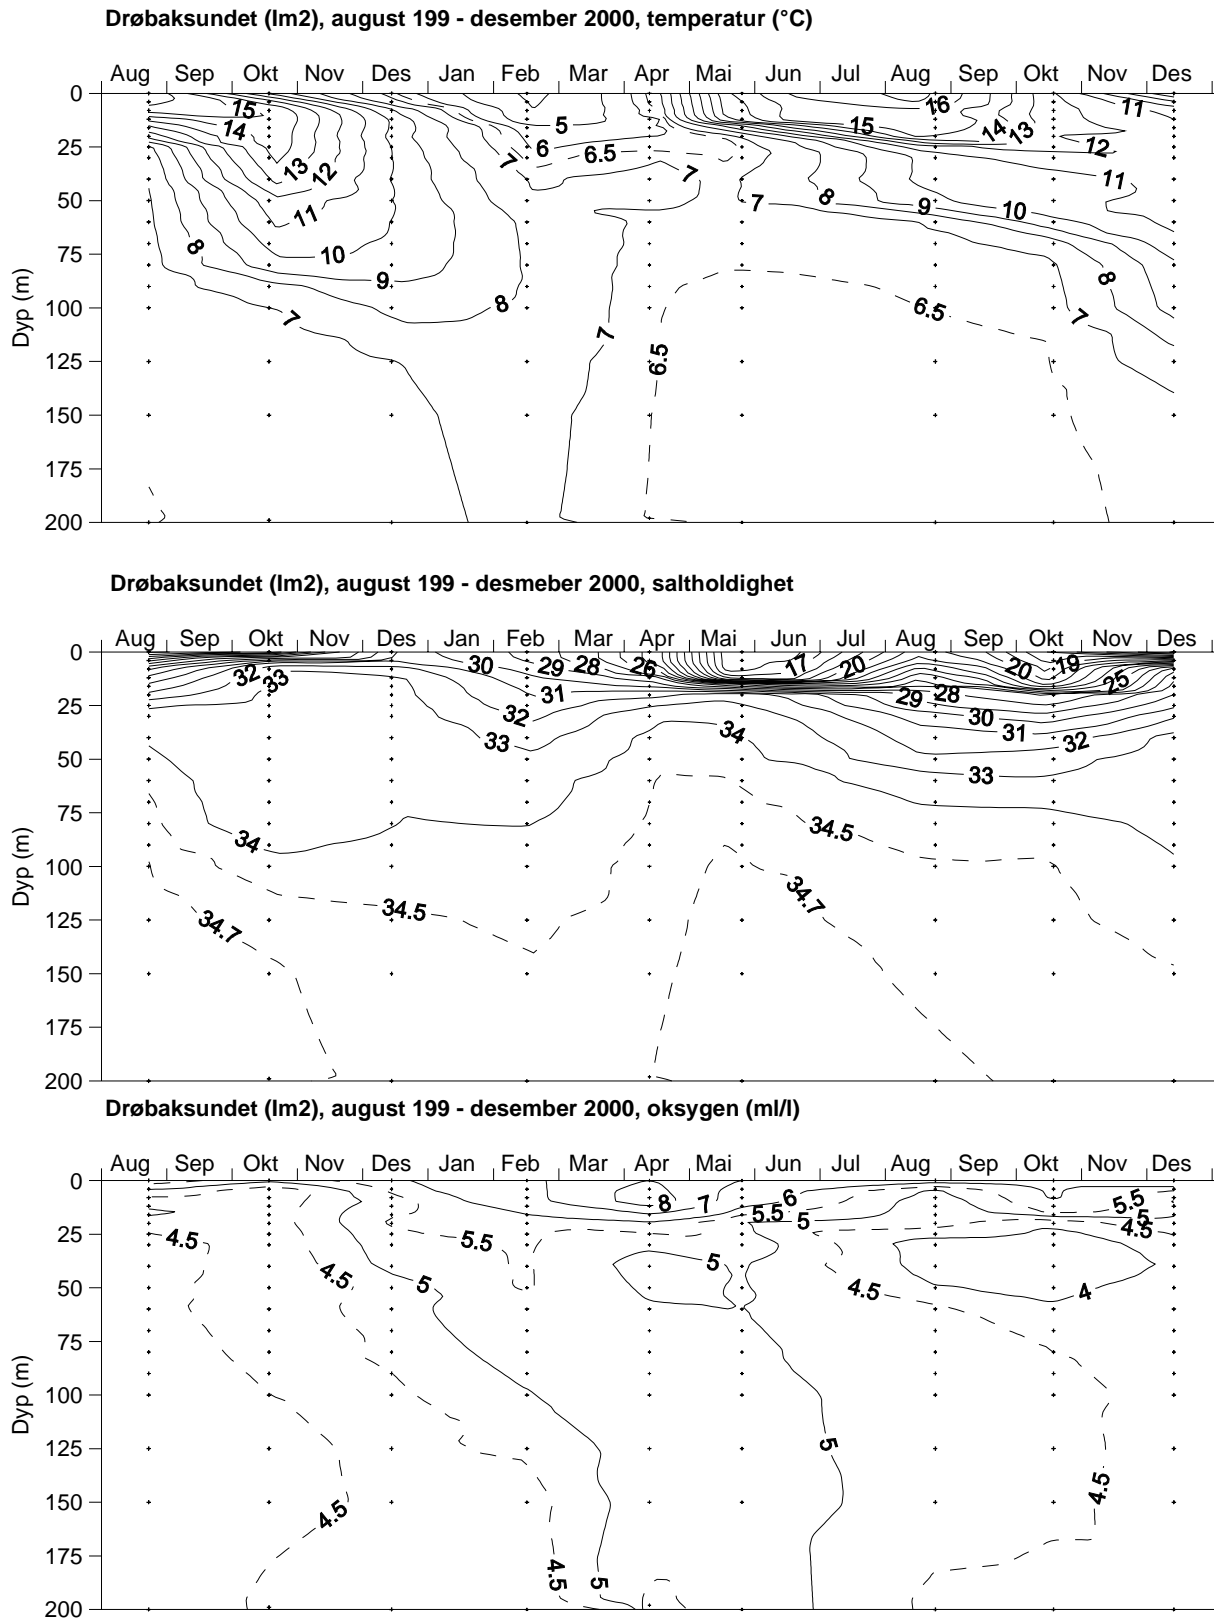 Drøbaksundet (Im2), august 199 - desember 2000, temperatur (°C)
Aug Sep Okt Nov Des Jan Feb Mar Apr Mai Jun Jul Aug Sep Okt Nov Des
0
25
50
75
100
125
150
175
200
Dyp (m)
15 14 13 12 11 10 9 8 7
8 7 6 5 6.5 7 7 6.5
16 15 14 13 12 11 11
7 8 9 10 8 7 6.5
Drøbaksundet (Im2), august 199 - desmeber 2000, saltholdighet
Aug Sep Okt Nov Des Jan Feb Mar Apr Mai Jun Jul Aug Sep Okt Nov Des
0
25
50
75
100
125
150
175
200
Dyp (m)
32 33 30 29 28 26 17 20 20 19 25
31 32 33 34 29 28 30 31 32 33
34 34.5 34.7 34.5 34.7
Drøbaksundet (Im2), august 199 - desember 2000, oksygen (ml/l)
Aug Sep Okt Nov Des Jan Feb Mar Apr Mai Jun Jul Aug Sep Okt Nov Des
0
25
50
75
100
125
150
175
200
Dyp (m)
8 7 6 5.5 5 5.5 5 4.5
4.5 4.5 5 5.5 5 4.5 4
4.5 4.5 5 5 4.5